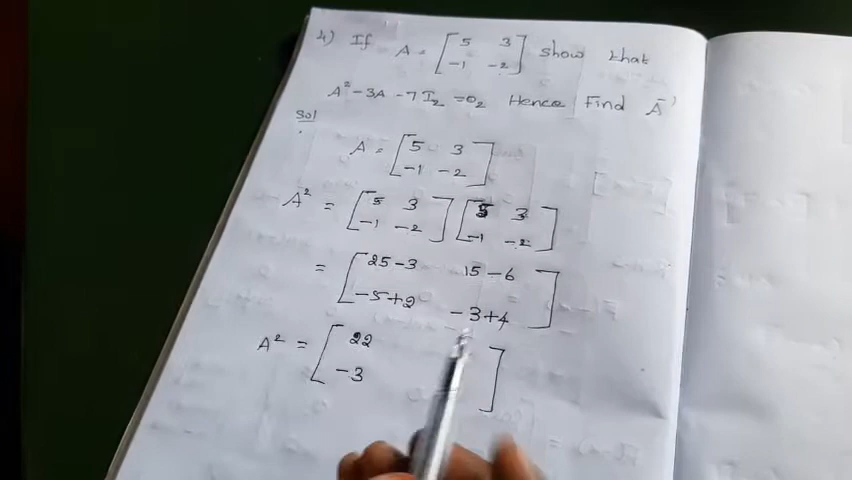 4) If A = [5 3 -1 -2] show that
A² - 3A - 7I₂ = 0₂ Hence Find A⁻¹
Sol
A = [5 3 -1 -2]
A² = [5 3 -1 -2] [5 3 -1 -2]
= [25-3 15-6 -5+2 -3+4]
A² = [22 -3 ]